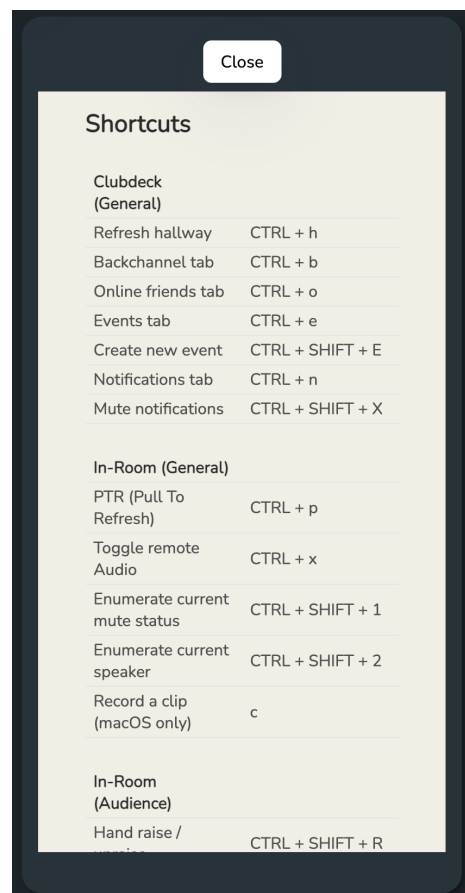 Close
Shortcuts
Clubdeck
(General)
Refresh hallway CTRL + h
Backchannel tab CTRL + b
Online friends tab CTRL + o
Events tab CTRL + e
Create new event CTRL + SHIFT + E
Notifications tab CTRL + n
Mute notifications CTRL + SHIFT + X
In-Room (General)
PTR (Pull To
Refresh) CTRL + p
Toggle remote
Audio CTRL + x
Enumerate current
mute status CTRL + SHIFT + 1
Enumerate current
speaker CTRL + SHIFT + 2
Record a clip
(macOS only) c
In-Room
(Audience)
Hand raise /
CTRL + SHIFT + R